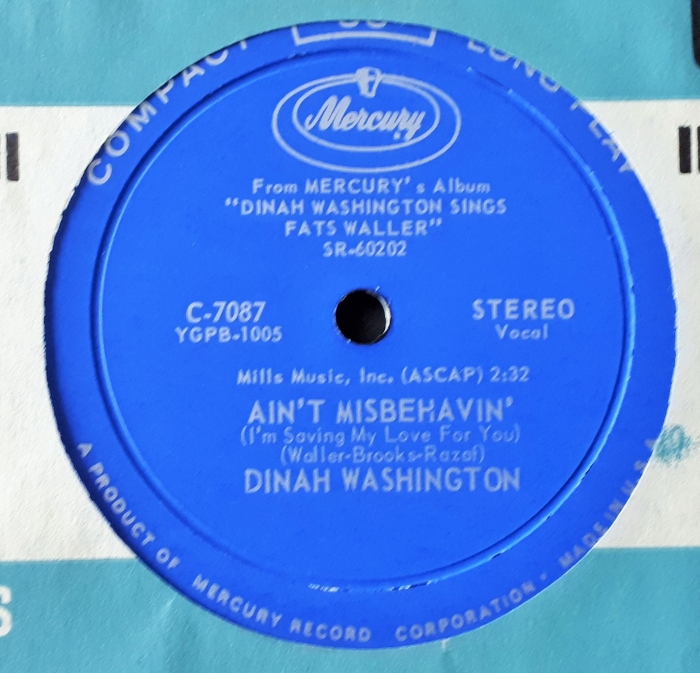 COMPACT 33 LONG PLAY
Mercury
From MERCURY' s Album
"DINAH WASHINGTON SINGS
FATS WALLER"
SR-60202
C-7087 STEREO
YGPB-1005 Vocal
Mills Music, Inc. (ASCAP) 2:32
AIN'T MISBEHAVIN'
(I'm Saving My Love For You)
(Waller-Brooks-Razaf)
DINAH WASHINGTON
A PRODUCT OF MERCURY RECORD CORPORATION · MADE IN U.S.A.